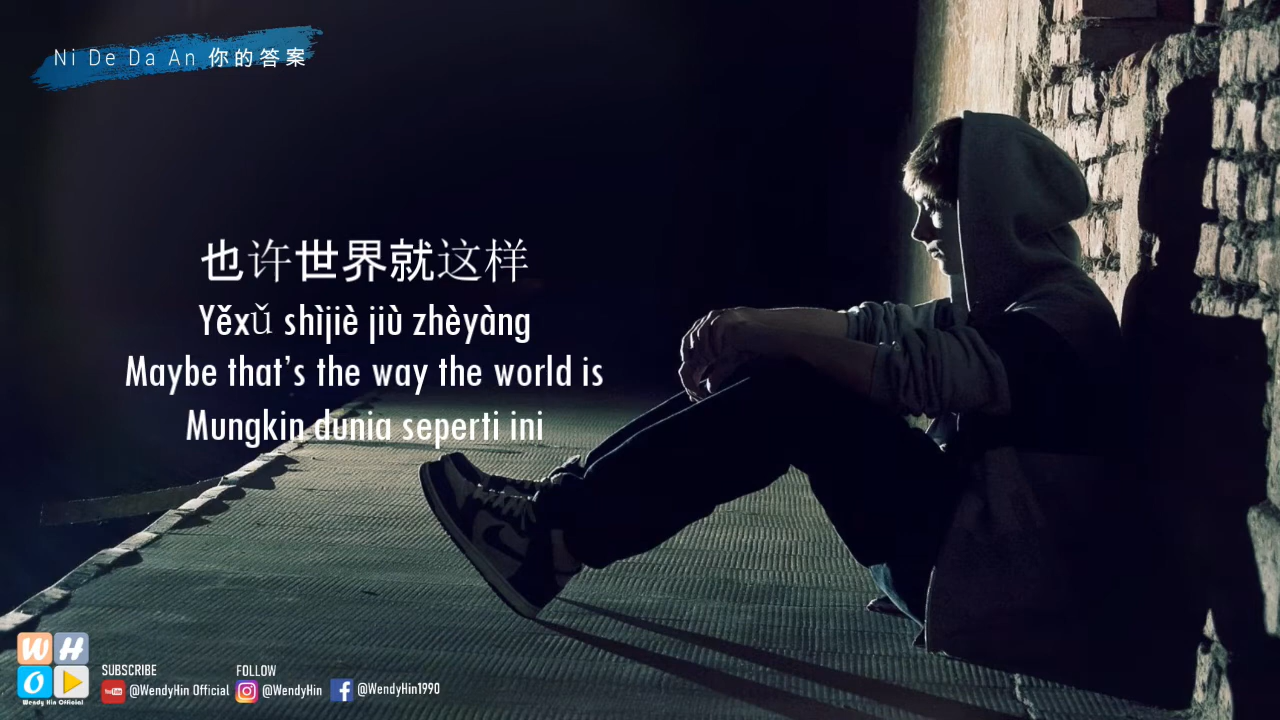 Ni De Da An 你的答案
也许世界就这样
Yěxǔ shìjiè jiù zhèyàng
Maybe that's the way the world is
Mungkin dunia seperti ini
W H
O
Wendy Hin Official
SUBSCRIBE
@WendyHin Official
FOLLOW
@WendyHin
@WendyHin1990